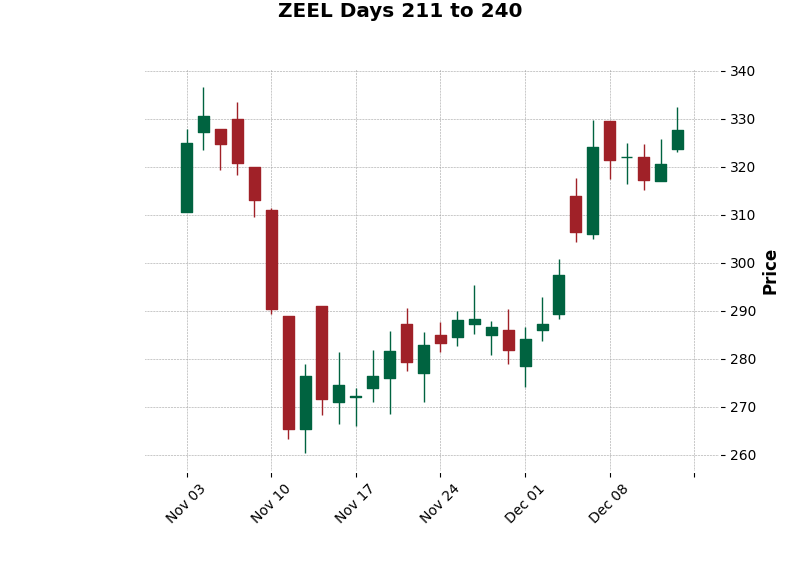 ZEEL Days 211 to 240
340
330
320
310
300
290
280
270
260
Price
Nov 03
Nov 10
Nov 17
Nov 24
Dec 01
Dec 08